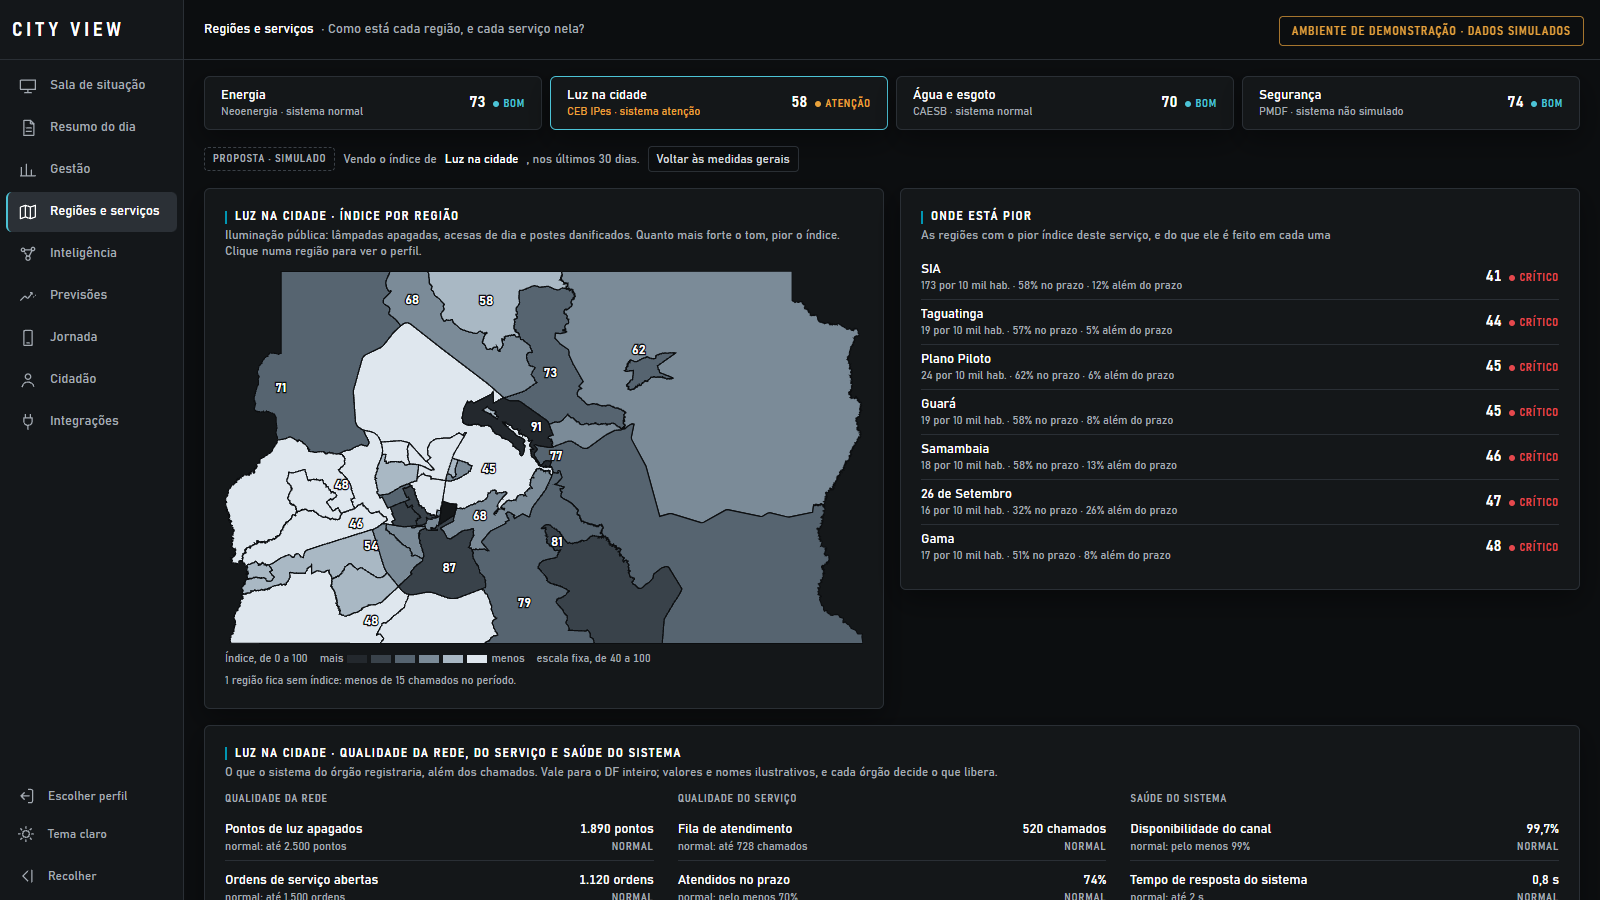 CITY VIEW
Regiões e serviços · Como está cada região, e cada serviço nela?
AMBIENTE DE DEMONSTRAÇÃO · DADOS SIMULADOS
Sala de situação
Resumo do dia
Gestão
Regiões e serviços
Inteligência
Previsões
Jornada
Cidadão
Integrações
Escolher perfil
Tema claro
Recolher
Energia
Neoenergia · sistema normal
73 BOM
Luz na cidade
CEB IPes · sistema atenção
58 ATENÇÃO
Água e esgoto
CAESB · sistema normal
70 BOM
Segurança
PMDF · sistema não simulado
74 BOM
PROPOSTA · SIMULADO Vendo o índice de Luz na cidade , nos últimos 30 dias. Voltar às medidas gerais
LUZ NA CIDADE · ÍNDICE POR REGIÃO
Iluminação pública: lâmpadas apagadas, acesas de dia e postes danificados. Quanto mais forte o tom, pior o índice.
Clique numa região para ver o perfil.
68
58
62
73
71
91
77
45
48
68
46
54
81
87
79
48
Índice, de 0 a 100 mais menos escala fixa, de 40 a 100
1 região fica sem índice: menos de 15 chamados no período.
ONDE ESTÁ PIOR
As regiões com o pior índice deste serviço, e do que ele é feito em cada uma
SIA
173 por 10 mil hab. · 58% no prazo · 12% além do prazo
41 CRÍTICO
Taguatinga
19 por 10 mil hab. · 57% no prazo · 5% além do prazo
44 CRÍTICO
Plano Piloto
24 por 10 mil hab. · 62% no prazo · 6% além do prazo
45 CRÍTICO
Guará
19 por 10 mil hab. · 58% no prazo · 8% além do prazo
45 CRÍTICO
Samambaia
18 por 10 mil hab. · 58% no prazo · 13% além do prazo
46 CRÍTICO
26 de Setembro
16 por 10 mil hab. · 32% no prazo · 26% além do prazo
47 CRÍTICO
Gama
17 por 10 mil hab. · 51% no prazo · 8% além do prazo
48 CRÍTICO
LUZ NA CIDADE · QUALIDADE DA REDE, DO SERVIÇO E SAÚDE DO SISTEMA
O que o sistema do órgão registraria, além dos chamados. Vale para o DF inteiro; valores e nomes ilustrativos, e cada órgão decide o que libera.
QUALIDADE DA REDE
Pontos de luz apagados 1.890 pontos
normal: até 2.500 pontos NORMAL
Ordens de serviço abertas 1.120 ordens
normal: até 1.500 ordens NORMAL
QUALIDADE DO SERVIÇO
Fila de atendimento 520 chamados
normal: até 728 chamados NORMAL
Atendidos no prazo 74%
normal: pelo menos 70% NORMAL
SAÚDE DO SISTEMA
Disponibilidade do canal 99,7%
normal: pelo menos 99% NORMAL
Tempo de resposta do sistema 0,8 s
normal: até 2 s NORMAL